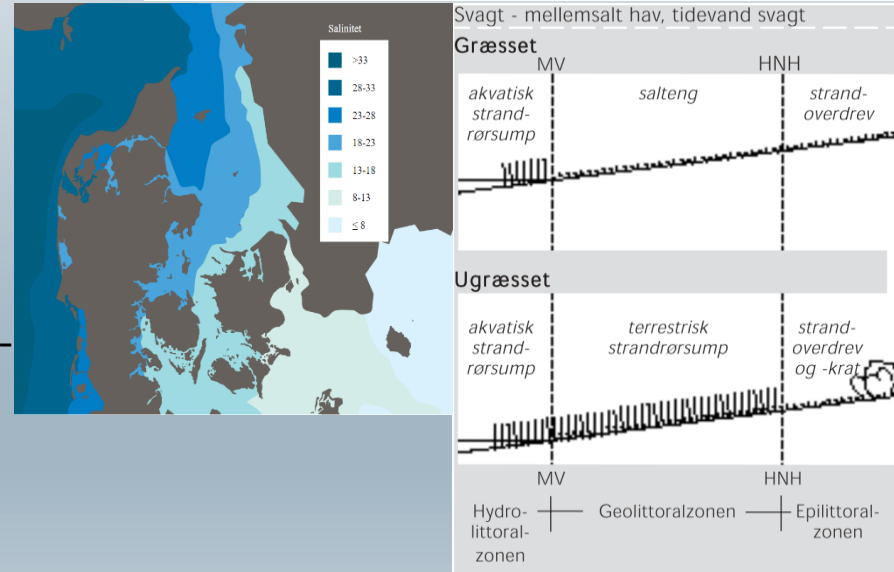 Salinitet
>33
28-33
23-28
18-23
13-18
8-13
≤ 8
Svagt - mellemsalt hav, tidevand svagt
Græsset
MV
HNH
akvatisk
strand-
rørsump
salteng
strand-
overdrev
Ugræsset
akvatisk
strand-
rørsump
terrestrisk
strandrørsump
strand-
overdrev
og -krat
MV
HNH
Hydro-
littoral-
zonen
Geolittoralzonen
Epilittoral-
zonen